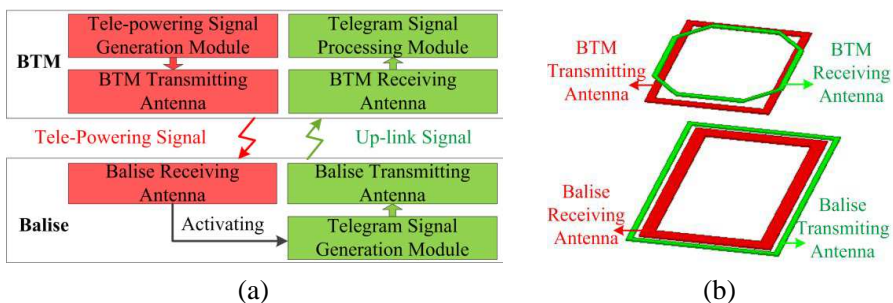 Tele-powering Signal
Generation Module
Telegram Signal
Processing Module
BTM
BTM Transmitting
Antenna
BTM Receiving
Antenna
Tele-Powering Signal
Up-link Signal
Balise Receiving
Antenna
Balise Transmitting
Antenna
Balise
Activating
Telegram Signal
Generation Module
(a)
BTM
Transmitting
Antenna
BTM
Receiving
Antenna
Balise
Receiving
Antenna
Balise
Transmiting
Antenna
(b)